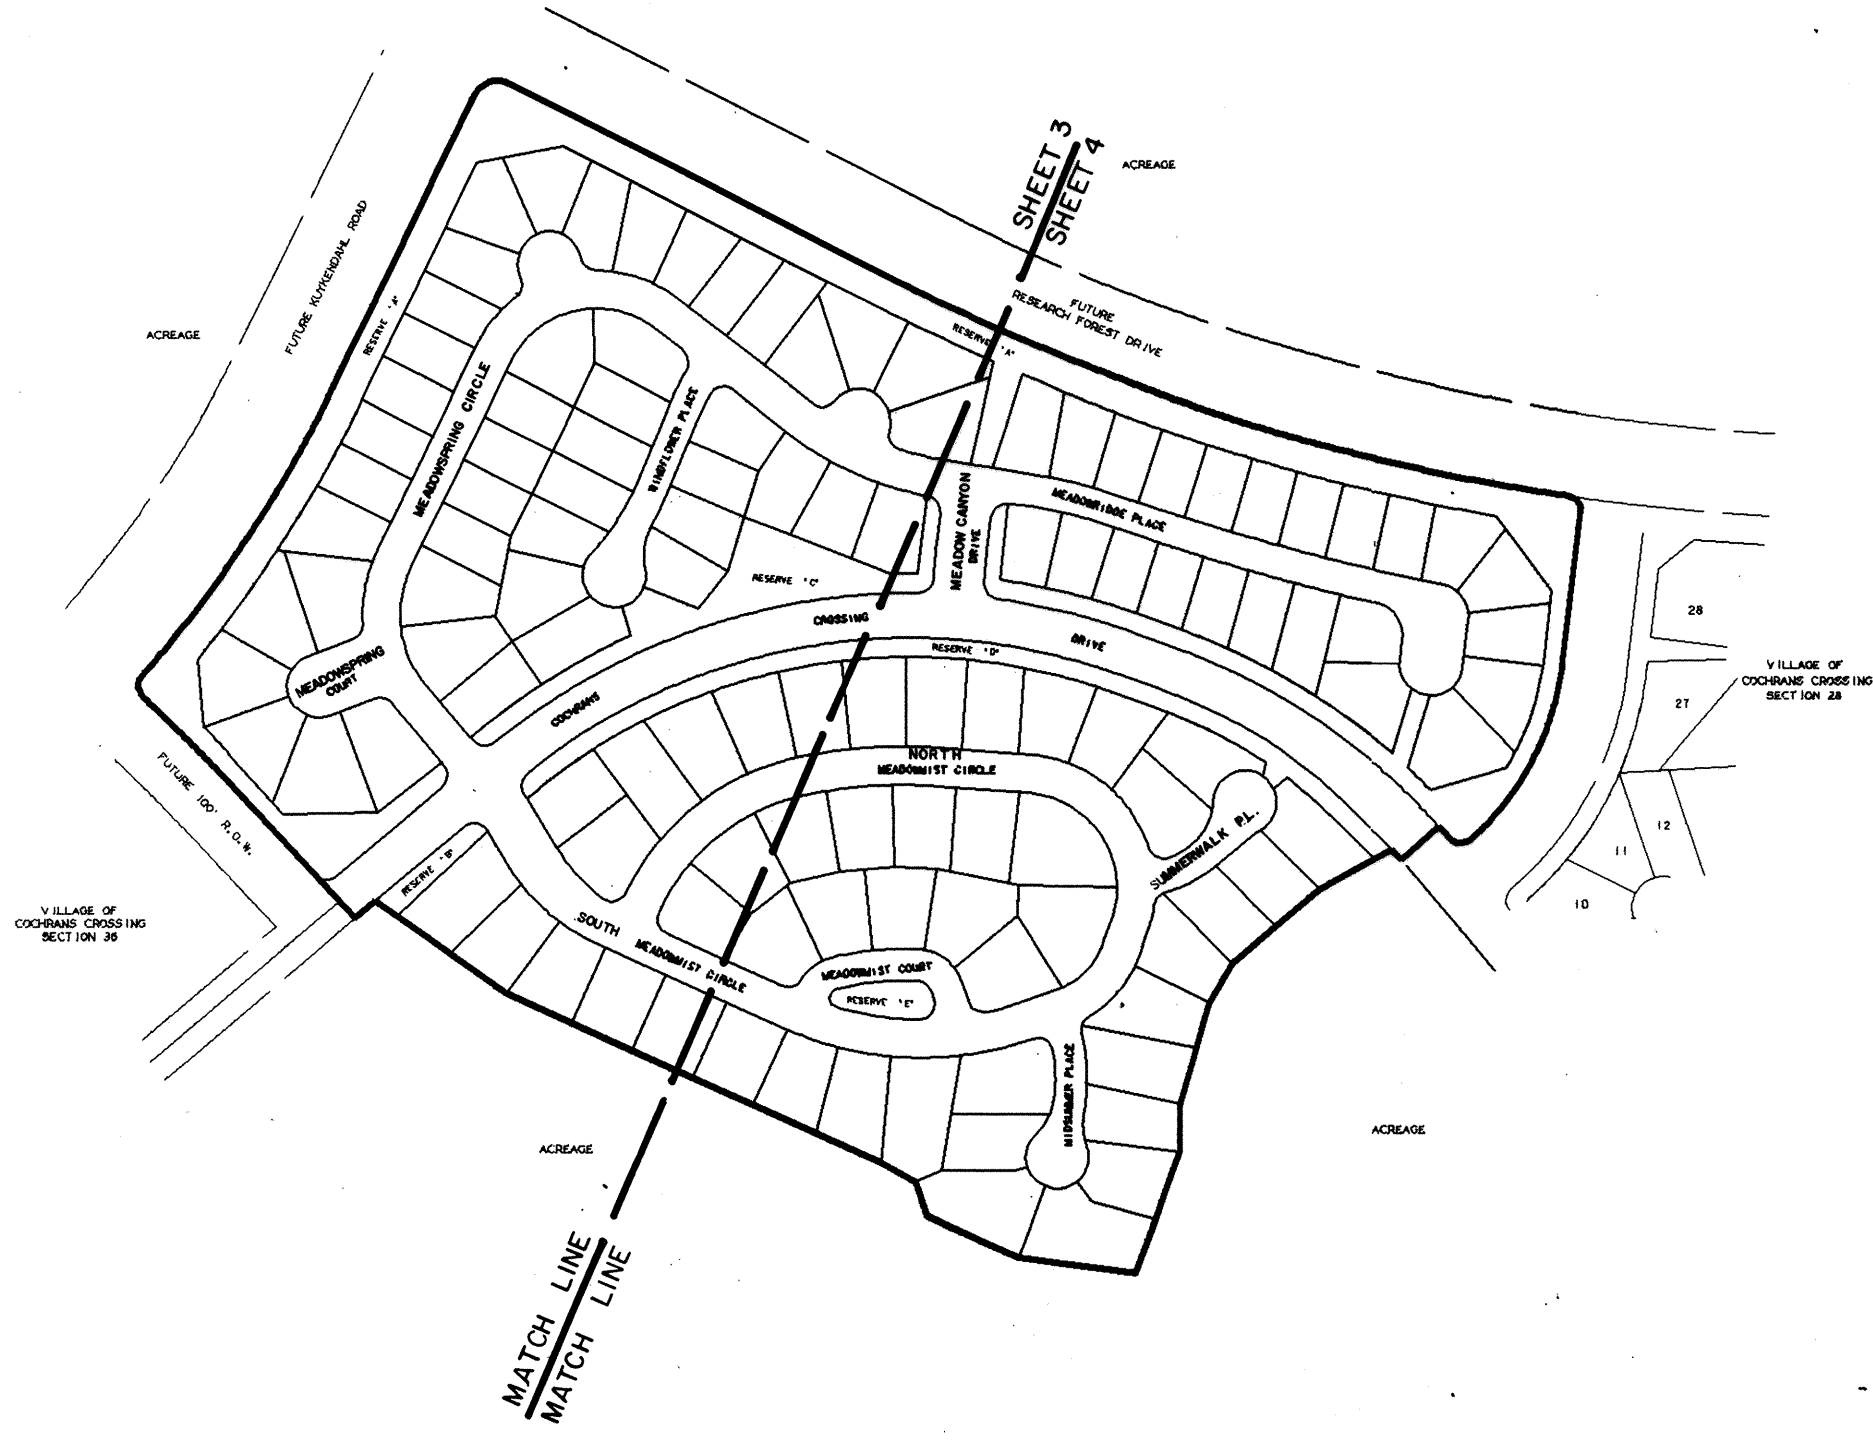 SHEET 3
SHEET 4
ACREAGE
FUTURE KUYKENDAHL ROAD
RESERVE "A"
ACREAGE
FUTURE
RESEARCH FOREST DRIVE
RESERVE "A"
MEADOWSPRING CIRCLE
WINDFLOWER PLACE
MEADOW CANYON
DRIVE
MEADOWRIDGE PLACE
RESERVE "C"
CROSSING
DRIVE
RESERVE "D"
28
VILLAGE OF
COCHRANS CROSSING
SECTION 28
27
MEADOWSPRING
COURT
COCHRANS
NORTH
MEADOWMIST CIRCLE
SUMMERWALK PL.
12
11
10
FUTURE 100' R.O.W.
RESERVE "B"
VILLAGE OF
COCHRANS CROSSING
SECTION 36
SOUTH
MEADOWMIST CIRCLE
MEADOWMIST COURT
RESERVE "E"
MIDSUMMER PLACE
ACREAGE
ACREAGE
MATCH LINE
MATCH LINE